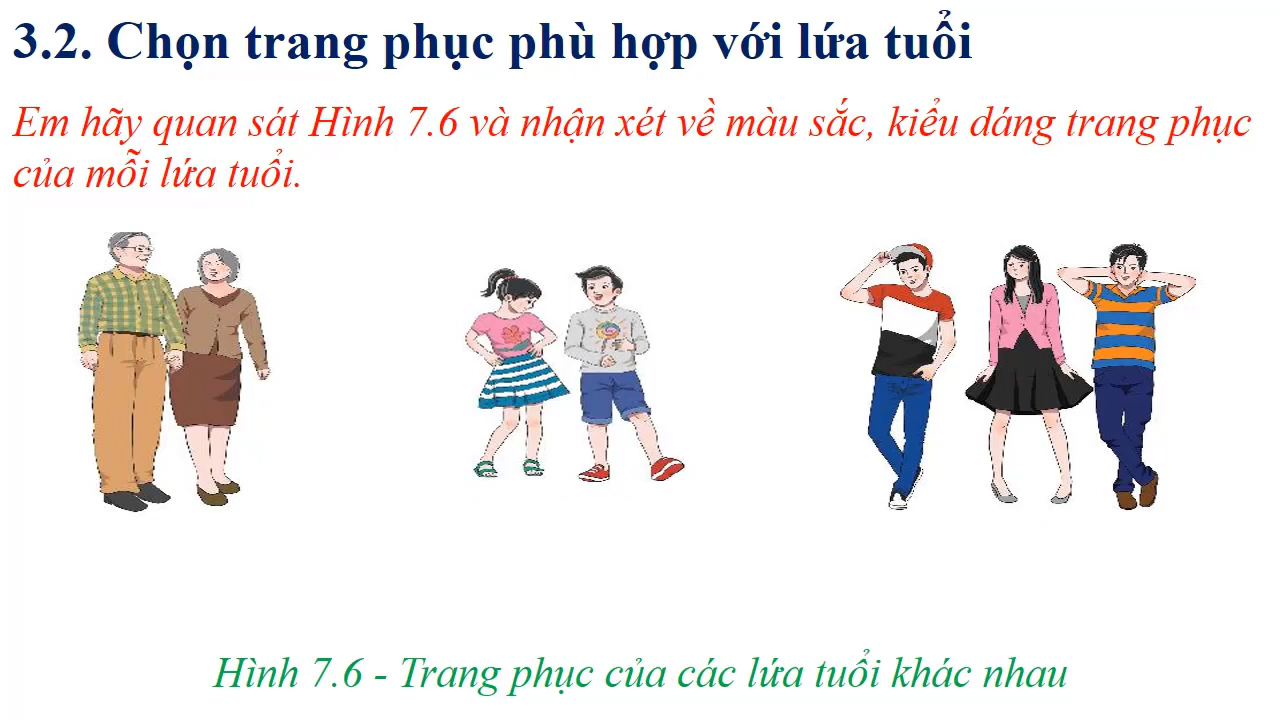 3.2. Chọn trang phục phù hợp với lứa tuổi
Em hãy quan sát Hình 7.6 và nhận xét về màu sắc, kiểu dáng trang phục
của mỗi lứa tuổi.
Hình 7.6 - Trang phục của các lứa tuổi khác nhau